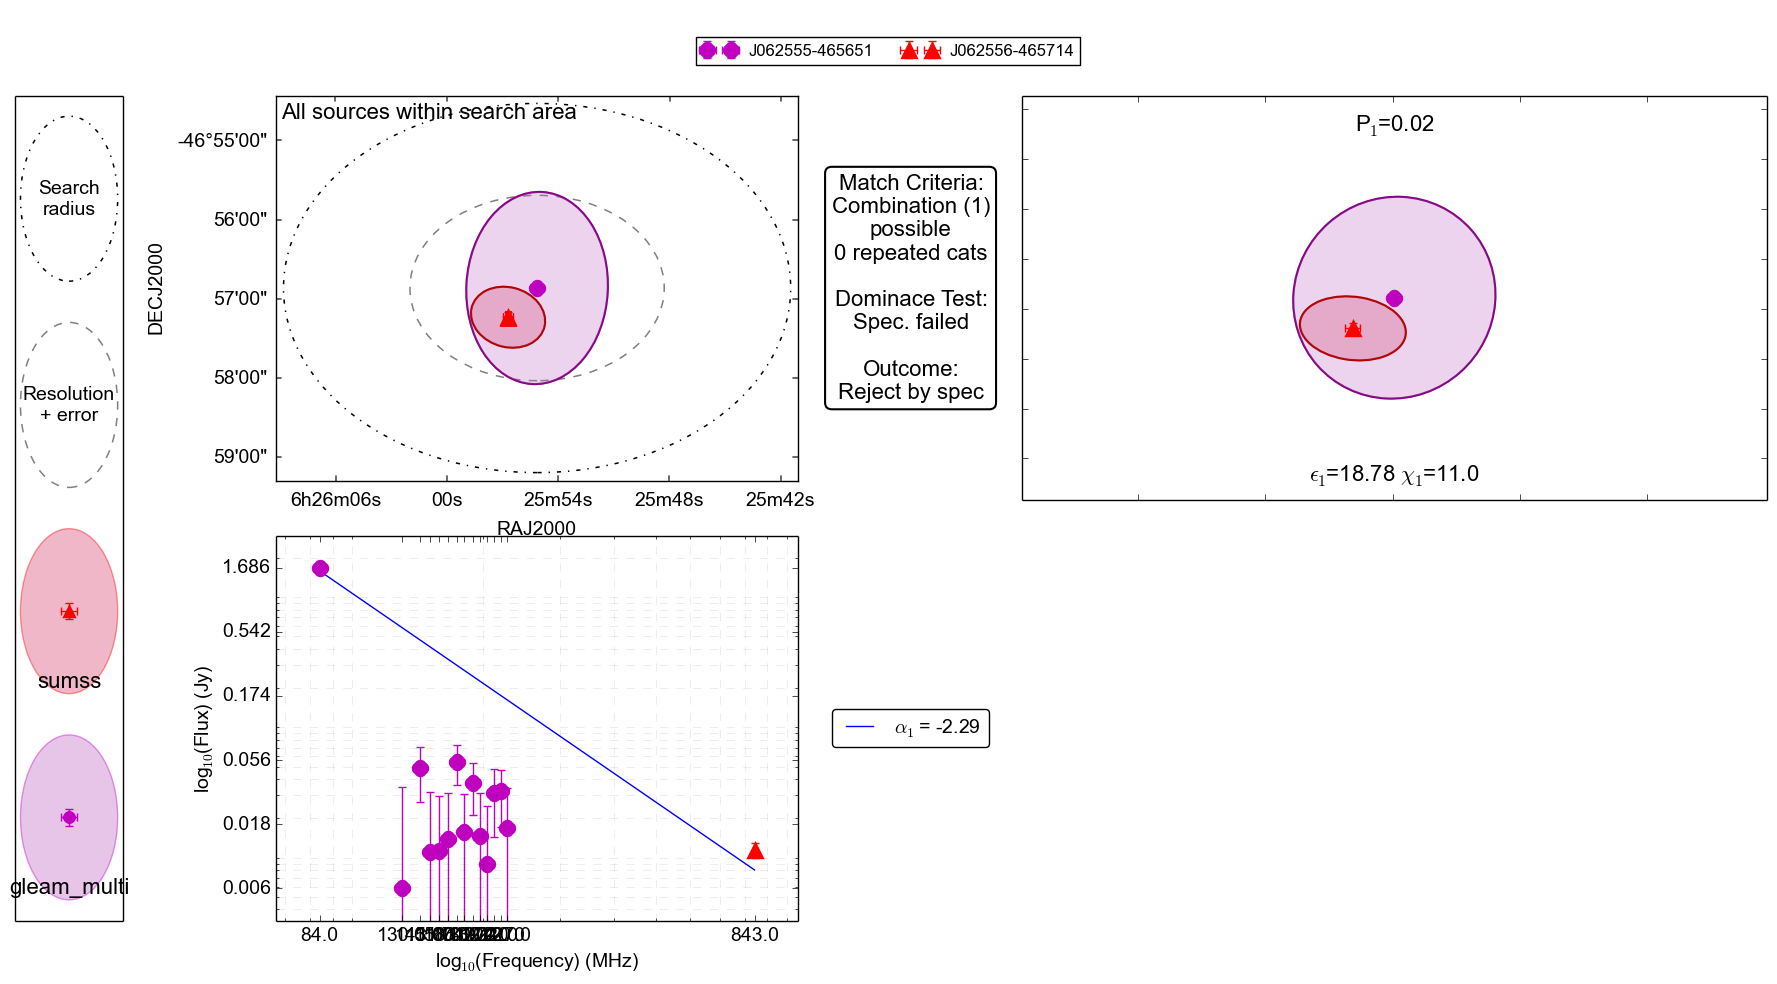 J062555-465651 J062556-465714
Search
radius
Resolution
+ error
sumss
gleam_multi
All sources within search area
DECJ2000
-46°55'00"
56'00"
57'00"
58'00"
59'00"
6h26m06s 00s 25m54s 25m48s 25m42s
RAJ2000
Match Criteria:
Combination (1)
possible
0 repeated cats
Dominace Test:
Spec. failed
Outcome:
Reject by spec
P₁=0.02
ϵ₁=18.78 χ₁=11.0
log₁₀(Flux) (Jy)
1.686
0.542
0.174
0.056
0.018
0.006
84.0 843.0
log₁₀(Frequency) (MHz)
α₁ = -2.29